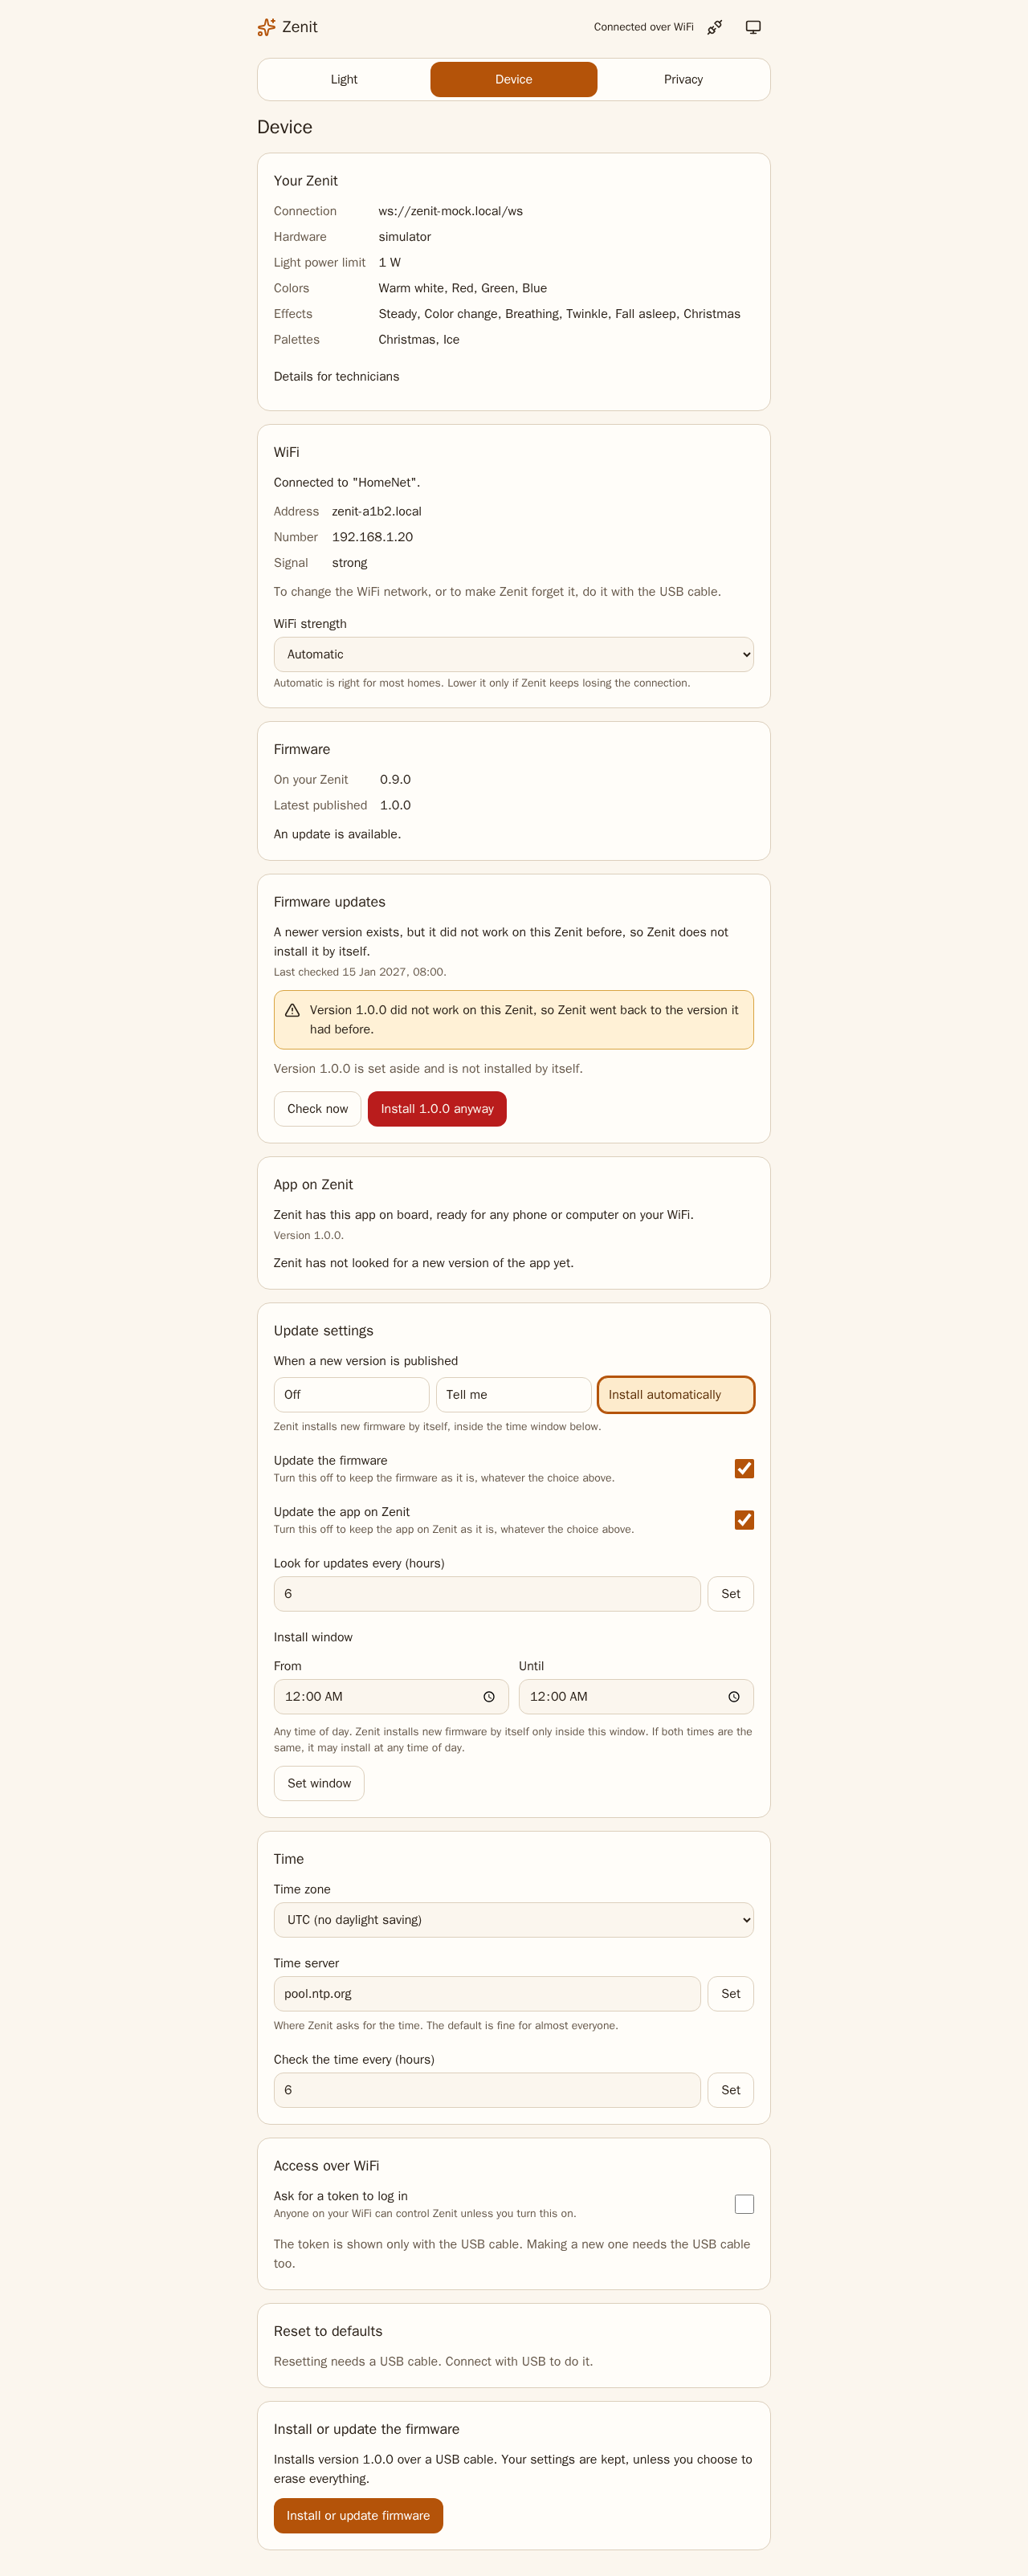 Zenit
Connected over WiFi
Light
Device
Privacy
Device
Your Zenit
Connection ws://zenit-mock.local/ws
Hardware simulator
Light power limit 1 W
Colors Warm white, Red, Green, Blue
Effects Steady, Color change, Breathing, Twinkle, Fall asleep, Christmas
Palettes Christmas, Ice
Details for technicians
WiFi
Connected to "HomeNet".
Address zenit-a1b2.local
Number 192.168.1.20
Signal strong
To change the WiFi network, or to make Zenit forget it, do it with the USB cable.
WiFi strength
Automatic
Automatic is right for most homes. Lower it only if Zenit keeps losing the connection.
Firmware
On your Zenit 0.9.0
Latest published 1.0.0
An update is available.
Firmware updates
A newer version exists, but it did not work on this Zenit before, so Zenit does not
install it by itself.
Last checked 15 Jan 2027, 08:00.
Version 1.0.0 did not work on this Zenit, so Zenit went back to the version it
had before.
Version 1.0.0 is set aside and is not installed by itself.
Check now
Install 1.0.0 anyway
App on Zenit
Zenit has this app on board, ready for any phone or computer on your WiFi.
Version 1.0.0.
Zenit has not looked for a new version of the app yet.
Update settings
When a new version is published
Off
Tell me
Install automatically
Zenit installs new firmware by itself, inside the time window below.
Update the firmware
Turn this off to keep the firmware as it is, whatever the choice above.
Update the app on Zenit
Turn this off to keep the app on Zenit as it is, whatever the choice above.
Look for updates every (hours)
6
Set
Install window
From
Until
12:00 AM
12:00 AM
Any time of day. Zenit installs new firmware by itself only inside this window. If both times are the
same, it may install at any time of day.
Set window
Time
Time zone
UTC (no daylight saving)
Time server
pool.ntp.org
Set
Where Zenit asks for the time. The default is fine for almost everyone.
Check the time every (hours)
6
Set
Access over WiFi
Ask for a token to log in
Anyone on your WiFi can control Zenit unless you turn this on.
The token is shown only with the USB cable. Making a new one needs the USB cable
too.
Reset to defaults
Resetting needs a USB cable. Connect with USB to do it.
Install or update the firmware
Installs version 1.0.0 over a USB cable. Your settings are kept, unless you choose to
erase everything.
Install or update firmware